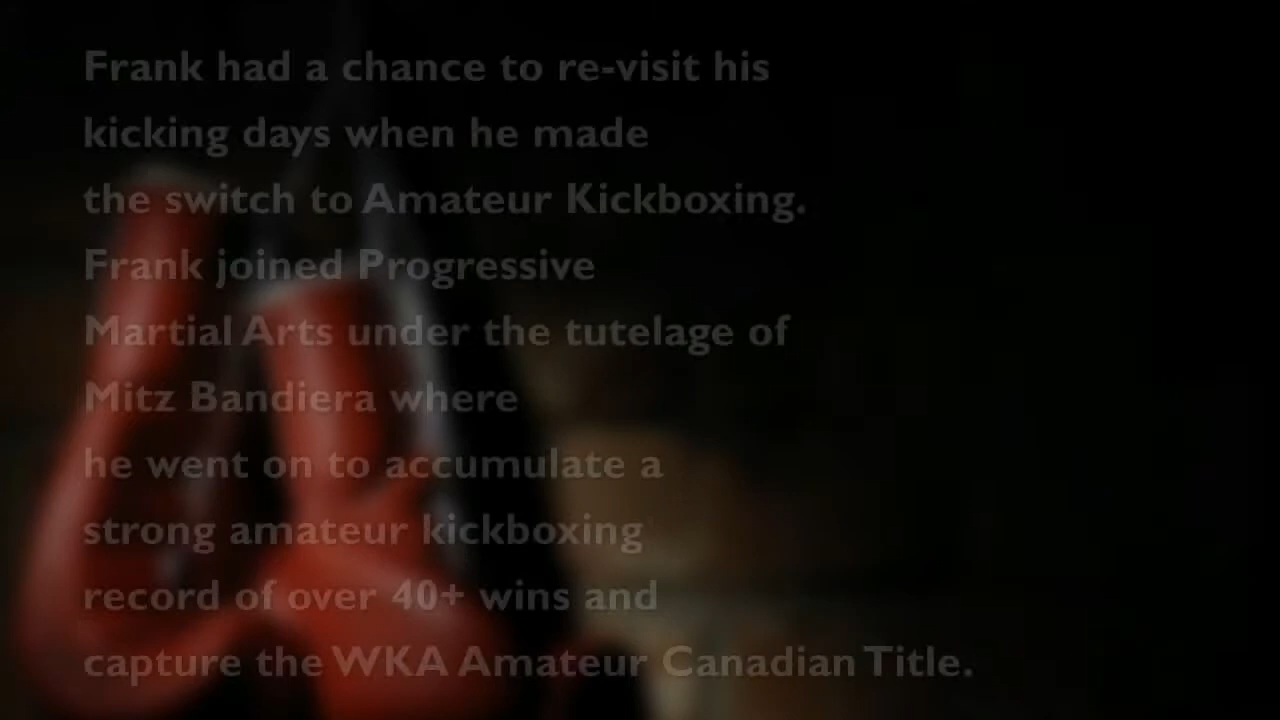 Frank had a chance to re-visit his
kicking days when he made
the switch to Amateur Kickboxing.
Frank joined Progressive
Martial Arts under the tutelage of
Mitz Bandiera where
he went on to accumulate a
strong amateur kickboxing
record of over 40+ wins and
capture the WKA Amateur Canadian Title.